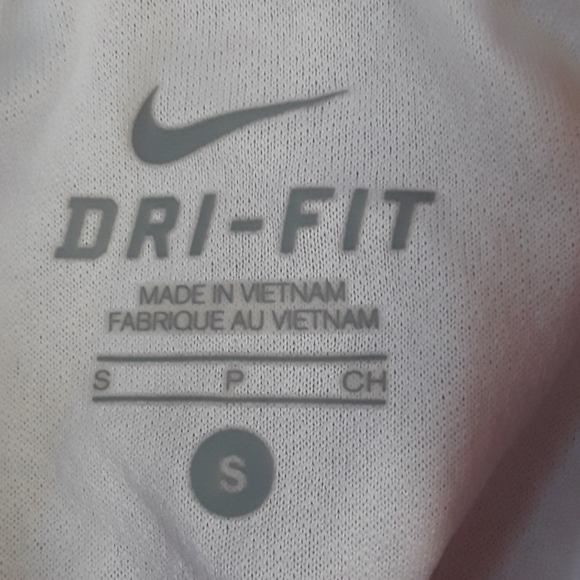 DRI-FIT
MADE IN VIETNAM
FABRIQUE AU VIETNAM
S P CH
S